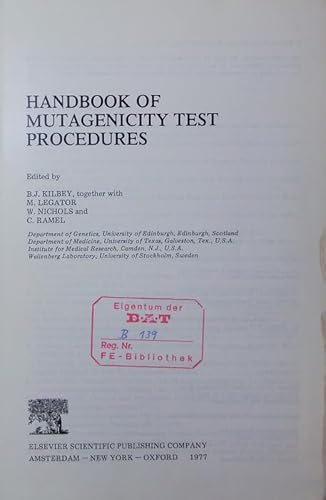 HANDBOOK OF
MUTAGENICITY TEST
PROCEDURES
Edited by
B.J. KILBEY, together with
M. LEGATOR
W. NICHOLS and
C. RAMEL
Department of Genetics, University of Edinburgh, Edinburgh, Scotland
Department of Medicine, University of Texas, Galveston, Tex., U.S.A.
Institute for Medical Research, Camden, N.J., U.S.A.
Wallenberg Laboratory, University of Stockholm, Sweden
Eigentum der
B 139
Reg. Nr.
FE-Bibliothek
ELSEVIER SCIENTIFIC PUBLISHING COMPANY
AMSTERDAM — NEW YORK — OXFORD 1977